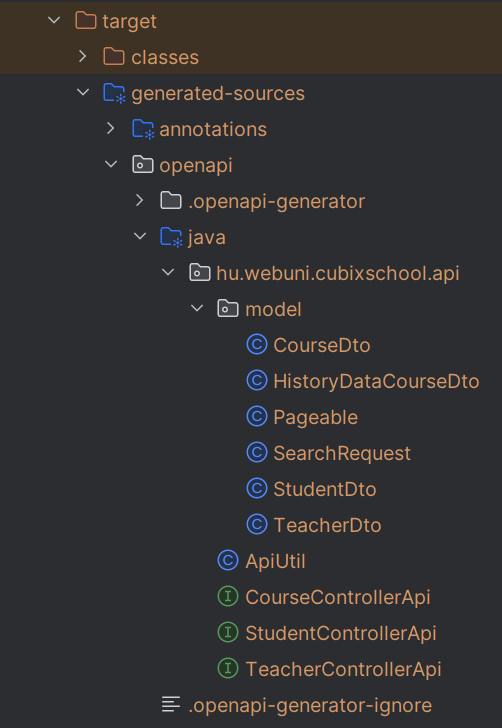 target
classes
generated-sources
annotations
openapi
.openapi-generator
java
hu.webuni.cubixschool.api
model
CourseDto
HistoryDataCourseDto
Pageable
SearchRequest
StudentDto
TeacherDto
ApiUtil
CourseControllerApi
StudentControllerApi
TeacherControllerApi
.openapi-generator-ignore